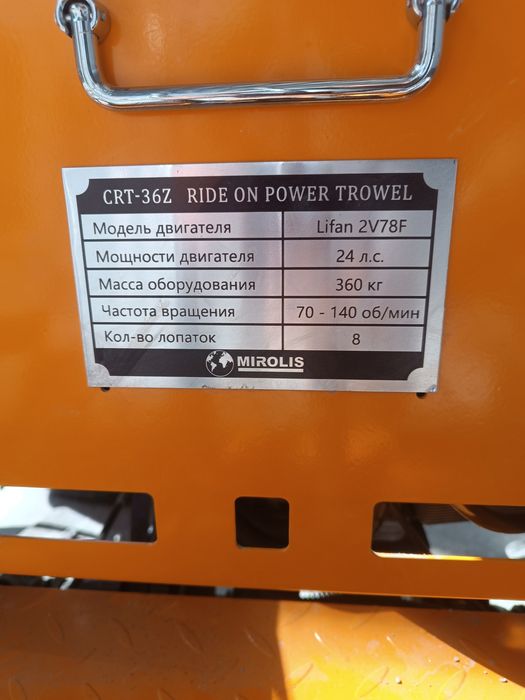 CRT-36Z RIDE ON POWER TROWEL
Модель двигателя Lifan 2V78F
Мощности двигателя 24 л.с.
Масса оборудования 360 кг
Частота вращения 70 - 140 об/мин
Кол-во лопаток 8
MIROLIS